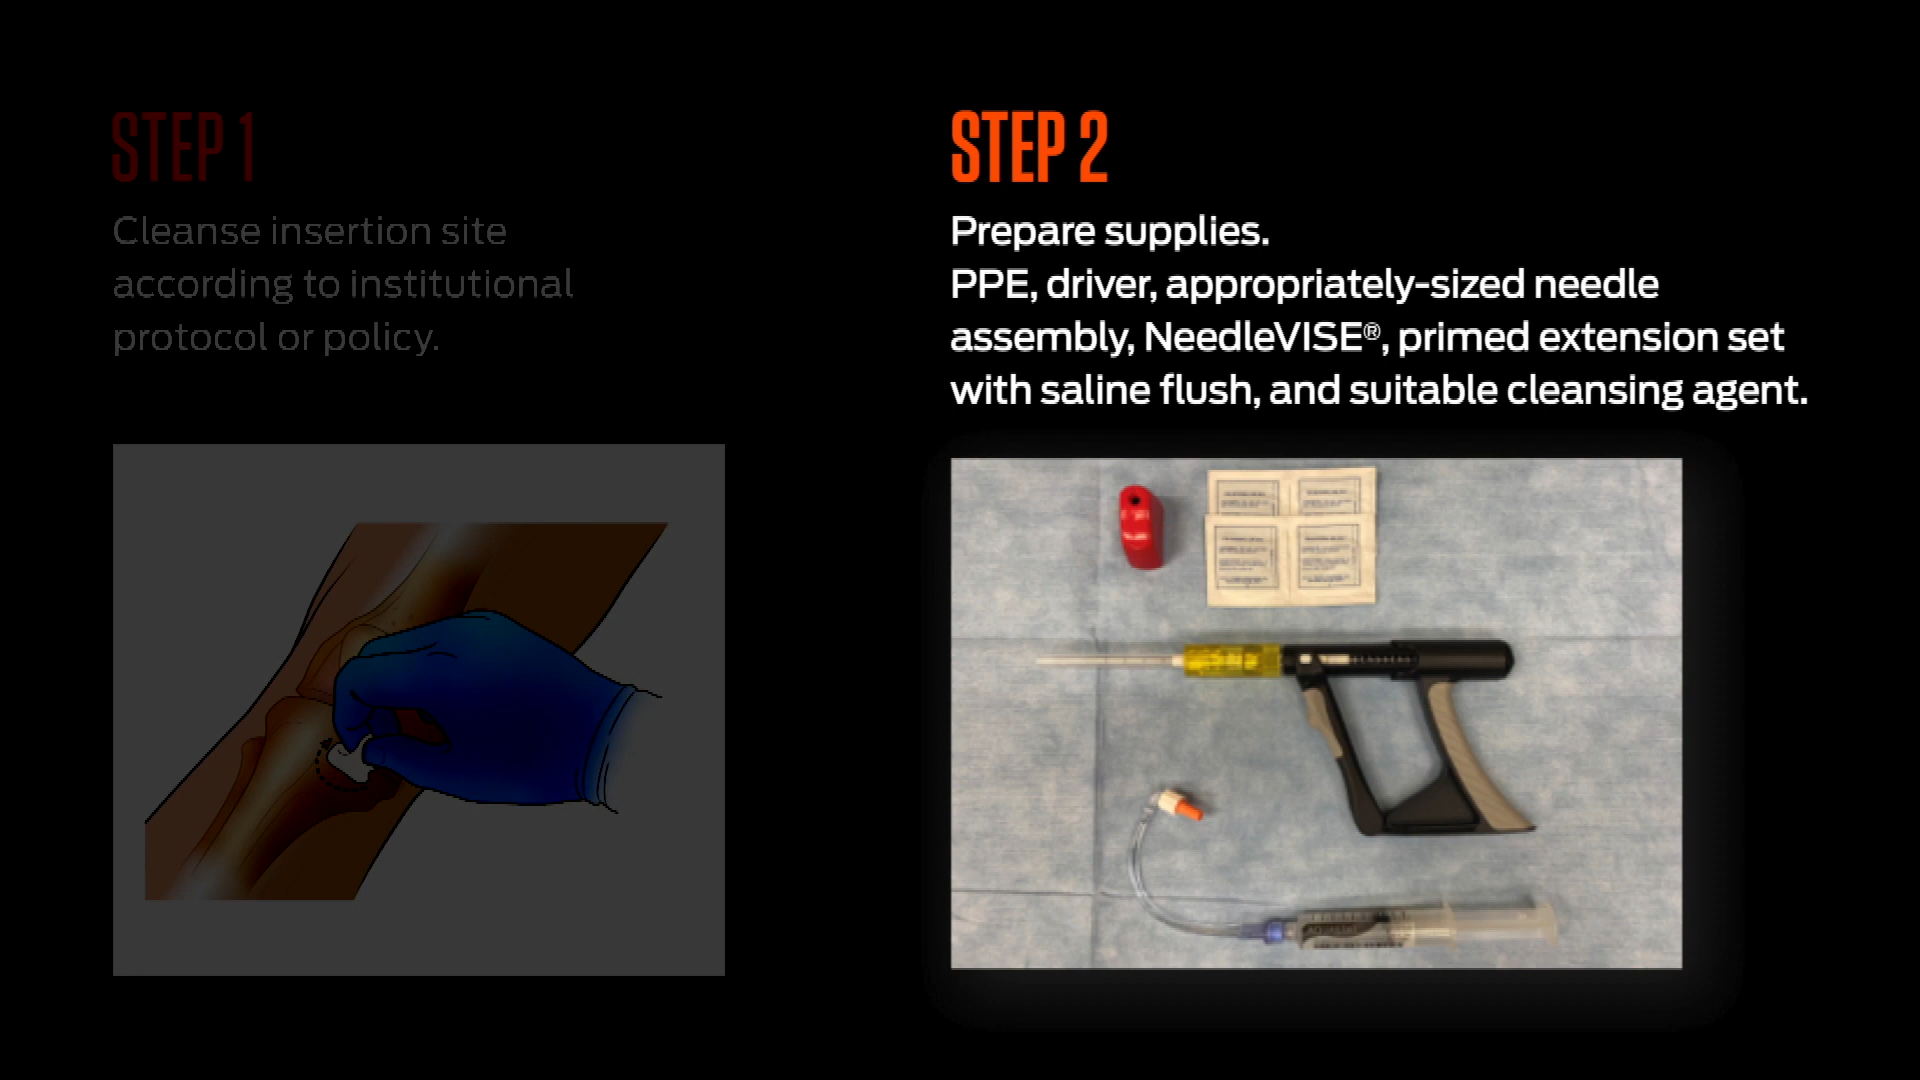 STEP 1
Cleanse insertion site
according to institutional
protocol or policy.
STEP 2
Prepare supplies.
PPE, driver, appropriately-sized needle
assembly, NeedleVISE®, primed extension set
with saline flush, and suitable cleansing agent.